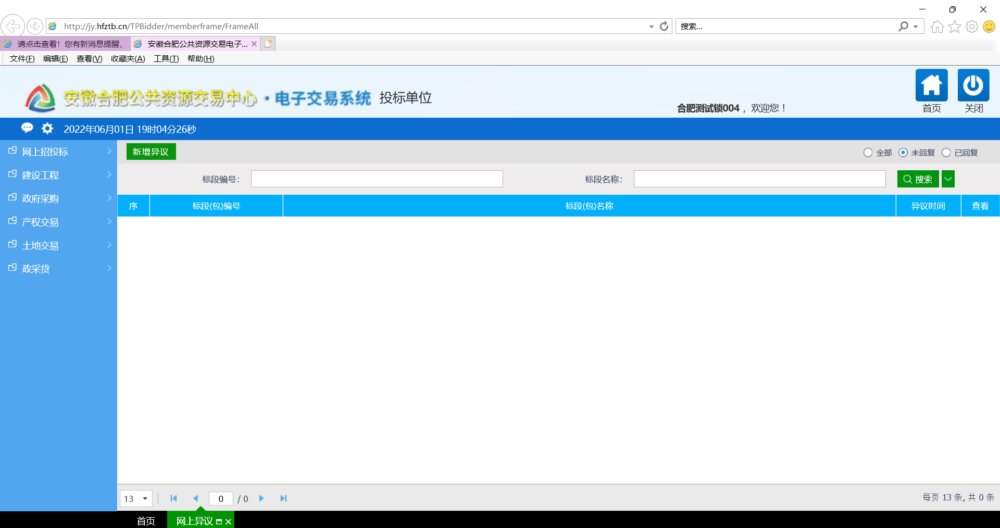 http://jy.hfztb.cn/TPBidder/memberframe/FrameAll
搜索...
请点击查看！您有新消息提醒，
安徽合肥公共资源交易电子...
文件(F) 编辑(E) 查看(V) 收藏夹(A) 工具(T) 帮助(H)
安徽合肥公共资源交易中心·电子交易系统 投标单位
合肥测试锁004，欢迎您！
首页 关闭
2022年06月01日 19时04分26秒
网上招投标
建设工程
政府采购
产权交易
土地交易
政采贷
新增异议
全部 未回复 已回复
标段编号： 标段名称： 搜索
序 标段(包)编号 标段(包)名称 异议时间 查看
13 0 / 0
每页 13 条, 共 0 条
首页 网上异议